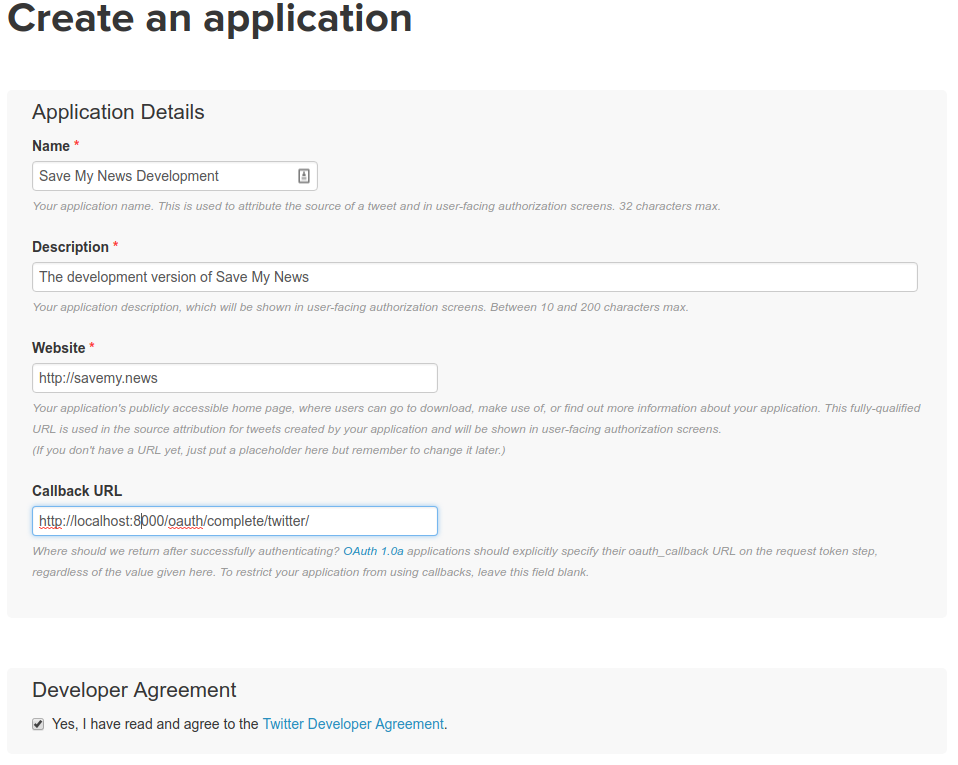 Create an application
Application Details
Name *
Save My News Development
Your application name. This is used to attribute the source of a tweet and in user-facing authorization screens. 32 characters max.
Description *
The development version of Save My News
Your application description, which will be shown in user-facing authorization screens. Between 10 and 200 characters max.
Website *
http://savemy.news
Your application's publicly accessible home page, where users can go to download, make use of, or find out more information about your application. This fully-qualified
URL is used in the source attribution for tweets created by your application and will be shown in user-facing authorization screens.
(If you don't have a URL yet, just put a placeholder here but remember to change it later.)
Callback URL
http://localhost:8000/oauth/complete/twitter/
Where should we return after successfully authenticating? OAuth 1.0a applications should explicitly specify their oauth_callback URL on the request token step,
regardless of the value given here. To restrict your application from using callbacks, leave this field blank.
Developer Agreement
Yes, I have read and agree to the Twitter Developer Agreement.